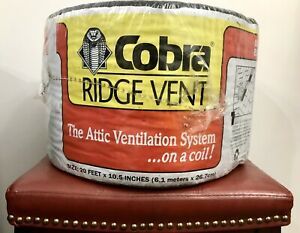 Cobra®
RIDGE VENT
The Attic Ventilation System
...on a coil!
SIZE: 20 FEET x 10.5 INCHES (6.1 meters x 26.7cm)